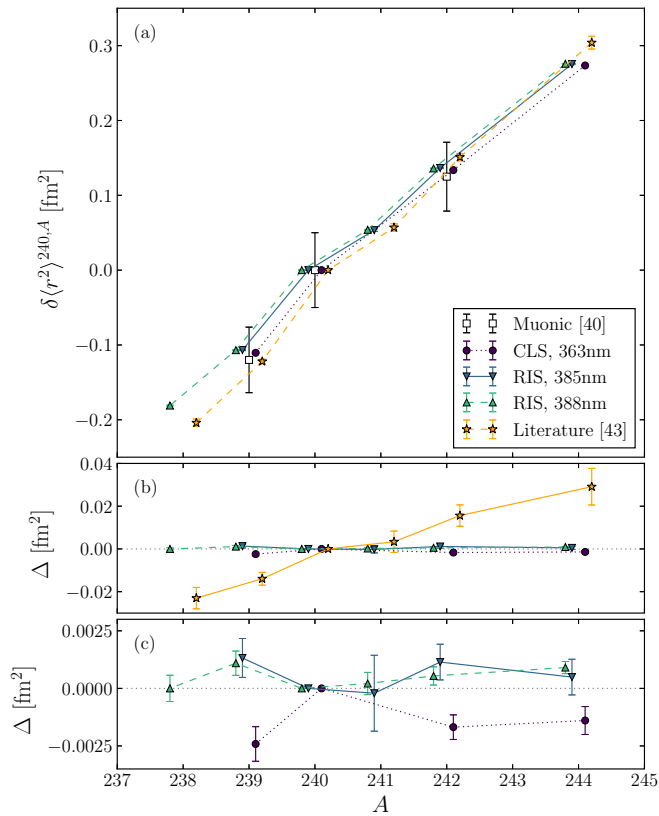 (a)
0.3
0.2
0.1
0.0
−0.1
−0.2
δ⟨r²⟩²⁴⁰,ᴬ [fm²]
Muonic [40]
CLS, 363nm
RIS, 385nm
RIS, 388nm
Literature [43]
(b)
0.04
0.02
0.00
−0.02
Δ [fm²]
(c)
0.0025
0.0000
−0.0025
Δ [fm²]
237 238 239 240 241 242 243 244 245
A